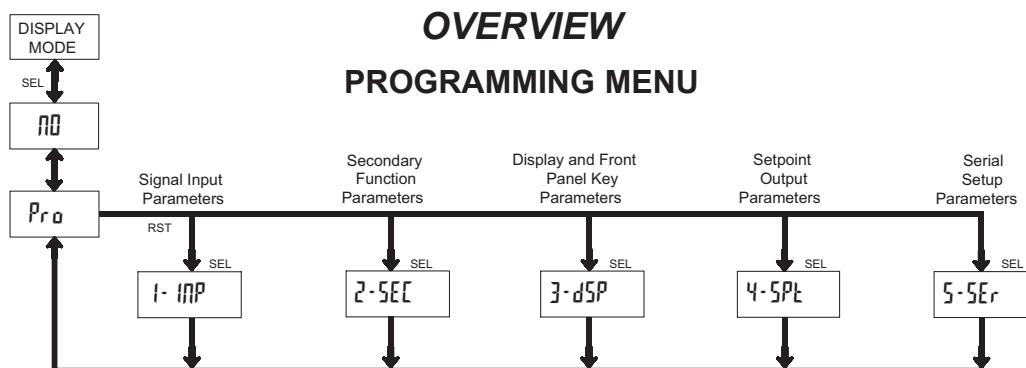 OVERVIEW
PROGRAMMING MENU
DISPLAY
MODE
SEL
NO
Pro
Signal Input
Parameters
Secondary
Function
Parameters
Display and Front
Panel Key
Parameters
Setpoint
Output
Parameters
Serial
Setup
Parameters
RST
SEL
SEL
SEL
SEL
SEL
1-INP
2-SEC
3-dSP
4-SPt
5-SEr